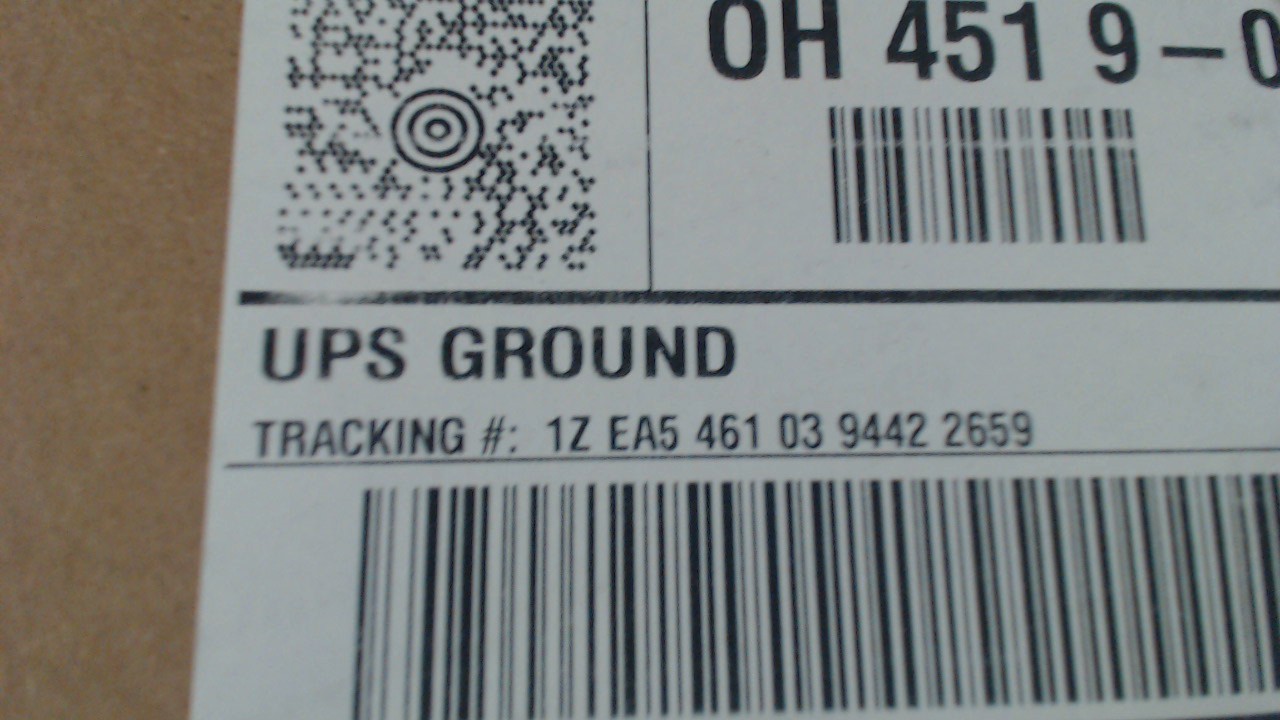 OH 451 9-0
UPS GROUND
TRACKING #: 1Z EA5 461 03 9442 2659